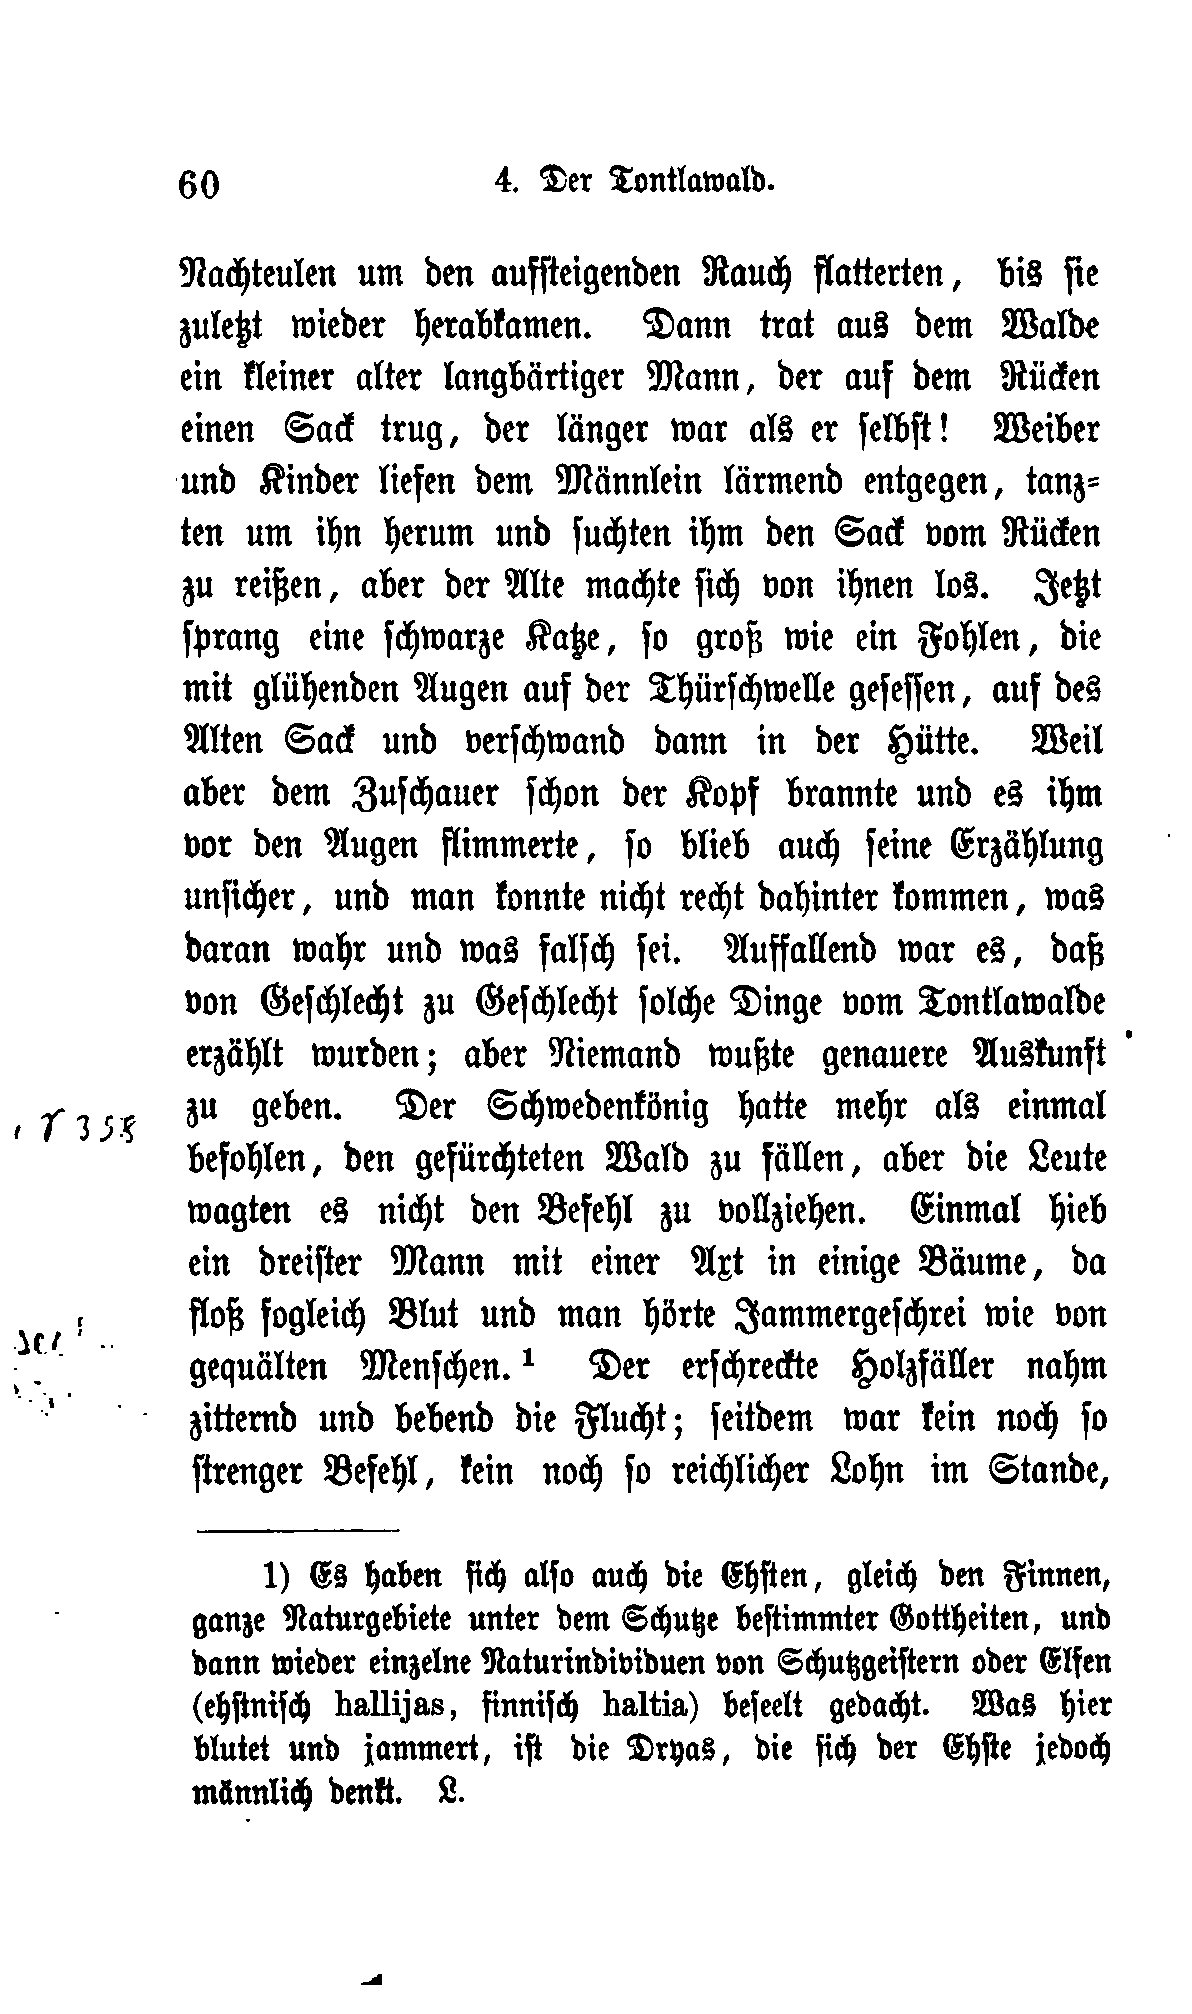 60 4. Der Tontlawald.
Nachteulen um den aufsteigenden Rauch flatterten, bis sie
zuletzt wieder herabkamen. Dann trat aus dem Walde
ein kleiner alter langbärtiger Mann, der auf dem Rücken
einen Sack trug, der länger war als er selbst! Weiber
und Kinder liefen dem Männlein lärmend entgegen, tanz=
ten um ihn herum und suchten ihm den Sack vom Rücken
zu reißen, aber der Alte machte sich von ihnen los. Jetzt
sprang eine schwarze Katze, so groß wie ein Fohlen, die
mit glühenden Augen auf der Thürschwelle gesessen, auf des
Alten Sack und verschwand dann in der Hütte. Weil
aber dem Zuschauer schon der Kopf brannte und es ihm
vor den Augen flimmerte, so blieb auch seine Erzählung
unsicher, und man konnte nicht recht dahinter kommen, was
daran wahr und was falsch sei. Auffallend war es, daß
von Geschlecht zu Geschlecht solche Dinge vom Tontlawalde
erzählt wurden; aber Niemand wußte genauere Auskunft
zu geben. Der Schwedenkönig hatte mehr als einmal
befohlen, den gefürchteten Wald zu fällen, aber die Leute
wagten es nicht den Befehl zu vollziehen. Einmal hieb
ein dreister Mann mit einer Axt in einige Bäume, da
floß sogleich Blut und man hörte Jammergeschrei wie von
gequälten Menschen.¹ Der erschreckte Holzfäller nahm
zitternd und bebend die Flucht; seitdem war kein noch so
strenger Befehl, kein noch so reichlicher Lohn im Stande,
1) Es haben sich also auch die Ehsten, gleich den Finnen,
ganze Naturgebiete unter dem Schutze bestimmter Gottheiten, und
dann wieder einzelne Naturindividuen von Schutzgeistern oder Elfen
(ehstnisch hallijas, finnisch haltia) beseelt gedacht. Was hier
blutet und jammert, ist die Dryas, die sich der Ehste jedoch
männlich denkt. L.